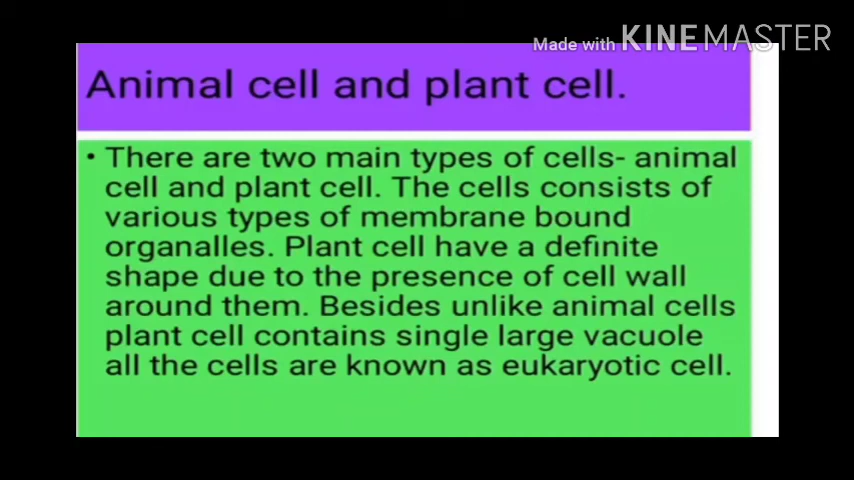 Made with KINEMASTER
Animal cell and plant cell.
• There are two main types of cells- animal
cell and plant cell. The cells consists of
various types of membrane bound
organalles. Plant cell have a definite
shape due to the presence of cell wall
around them. Besides unlike animal cells
plant cell contains single large vacuole
all the cells are known as eukaryotic cell.